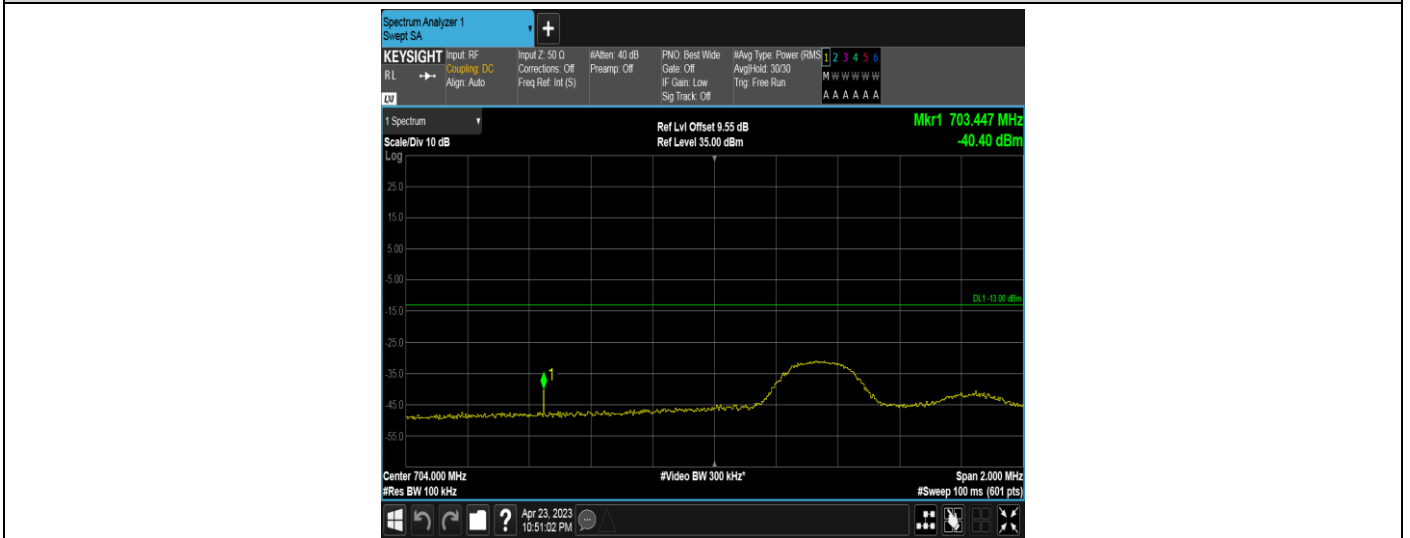 Spectrum Analyzer 1
Swept SA
+
KEYSIGHT
RL
LXI
Input: RF
Coupling: DC
Align: Auto
Input Z: 50 Ω
Corrections: Off
Freq Ref: Int (S)
#Atten: 40 dB
Preamp: Off
PNO: Best Wide
Gate: Off
IF Gain: Low
Sig Track: Off
#Avg Type: Power (RMS
Avg|Hold: 30/30
Trig: Free Run
1 2 3 4 5 6
M W W W W W
A A A A A A
1 Spectrum
Scale/Div 10 dB
Log
Ref Lvl Offset 9.55 dB
Ref Level 35.00 dBm
Mkr1 703.447 MHz
-40.40 dBm
25.0
15.0
5.00
-5.00
DL1 -13.00 dBm
-15.0
-25.0
-35.0
1
-45.0
-55.0
Center 704.000 MHz
#Res BW 100 kHz
#Video BW 300 kHz*
Span 2.000 MHz
#Sweep 100 ms (601 pts)
?
Apr 23, 2023
10:51:02 PM